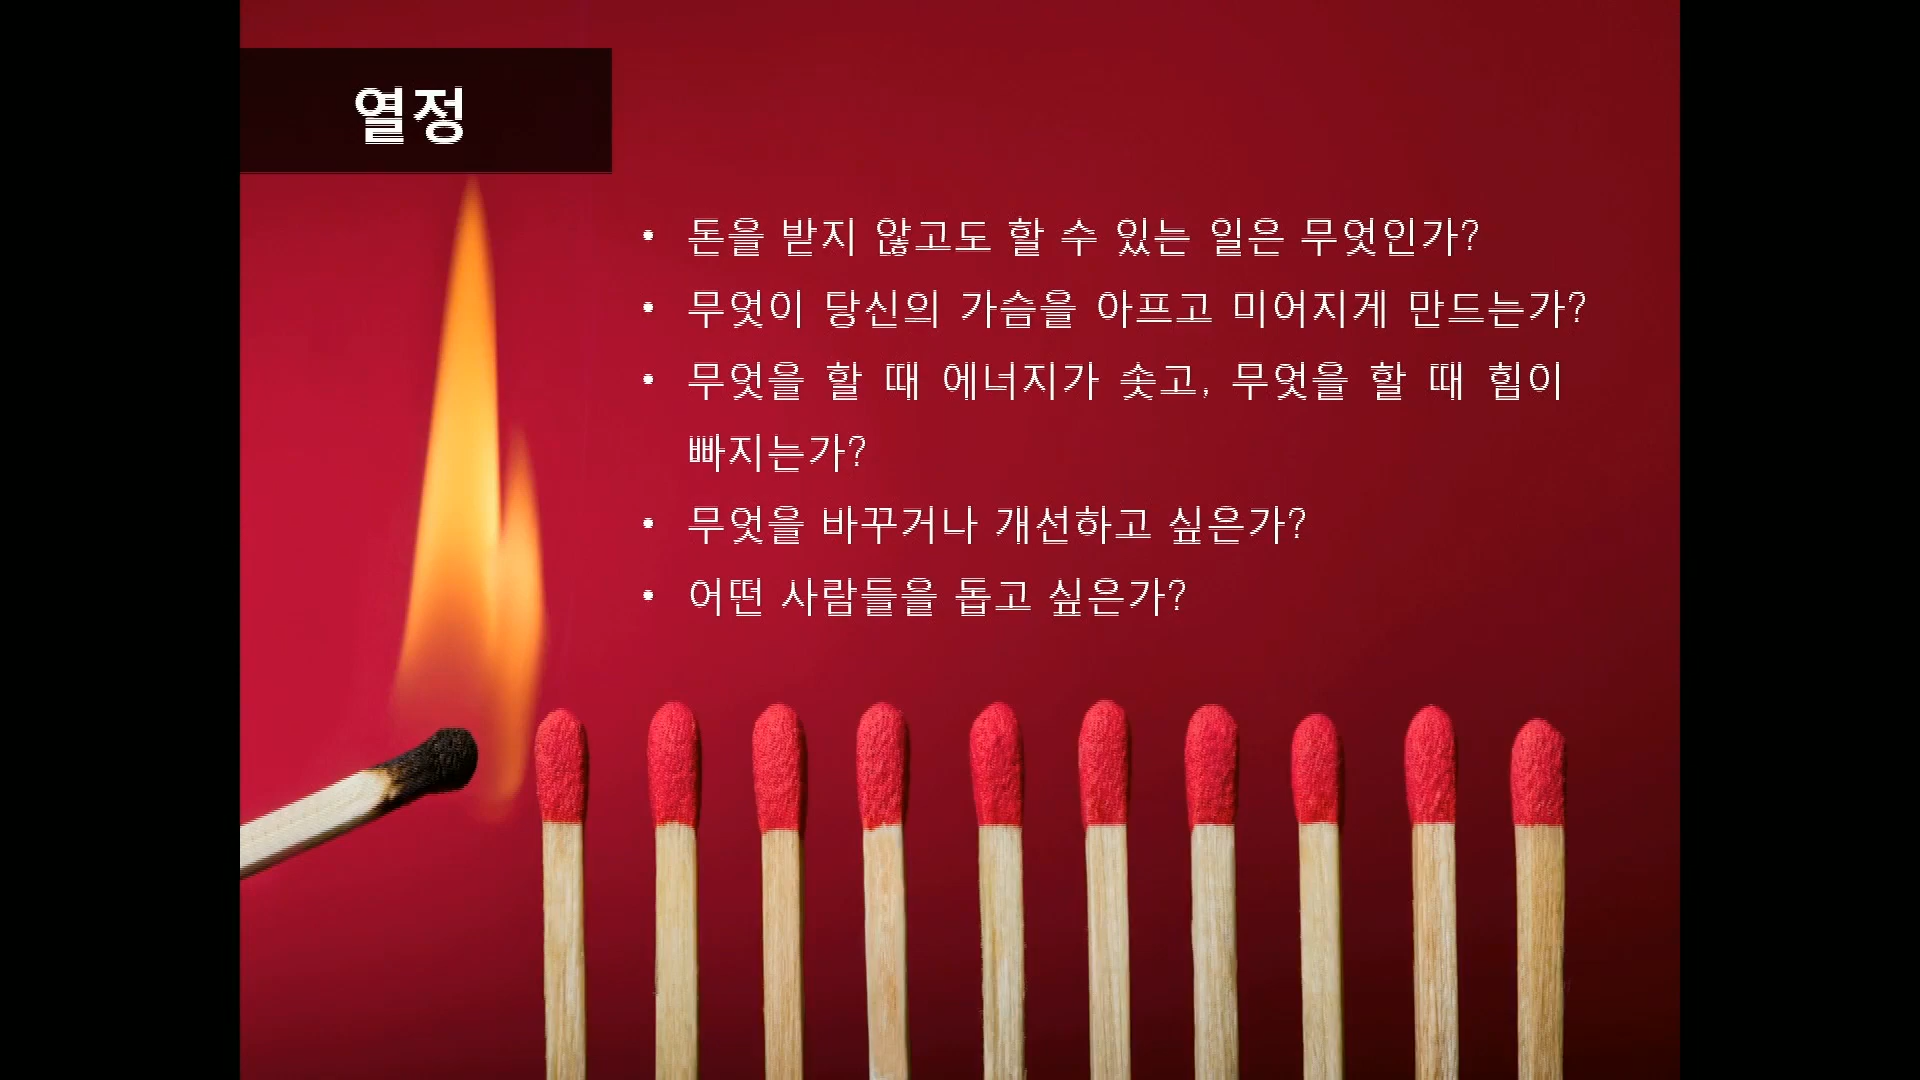 열정
• 돈을 받지 않고도 할 수 있는 일은 무엇인가?
• 무엇이 당신의 가슴을 아프고 미어지게 만드는가?
• 무엇을 할 때 에너지가 솟고, 무엇을 할 때 힘이
빠지는가?
• 무엇을 바꾸거나 개선하고 싶은가?
• 어떤 사람들을 돕고 싶은가?